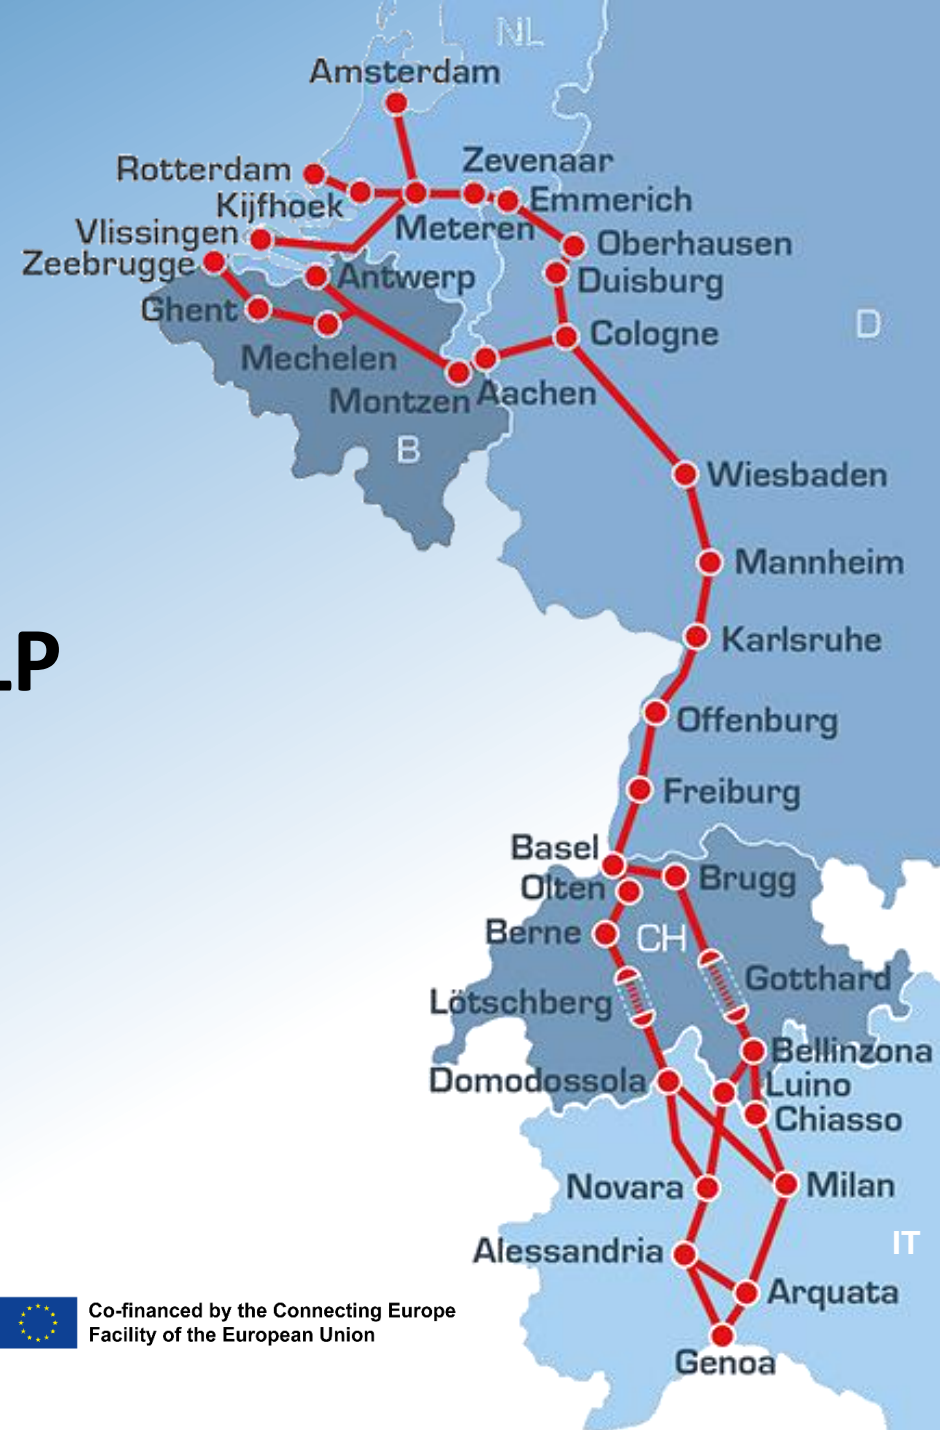 NL
Amsterdam
Zevenaar
Rotterdam
Emmerich
Kijfhoek
Meteren
Vlissingen
Oberhausen
Zeebrugge
Antwerp
Duisburg
Ghent
D
Cologne
Mechelen
Aachen
Montzen
B
Wiesbaden
Mannheim
Karlsruhe
LP
Offenburg
Freiburg
Basel
Brugg
Olten
Berne
CH
Gotthard
Lötschberg
Bellinzona
Domodossola
Luino
Chiasso
Novara
Milan
IT
Alessandria
Arquata
Co-financed by the Connecting Europe
Facility of the European Union
Genoa